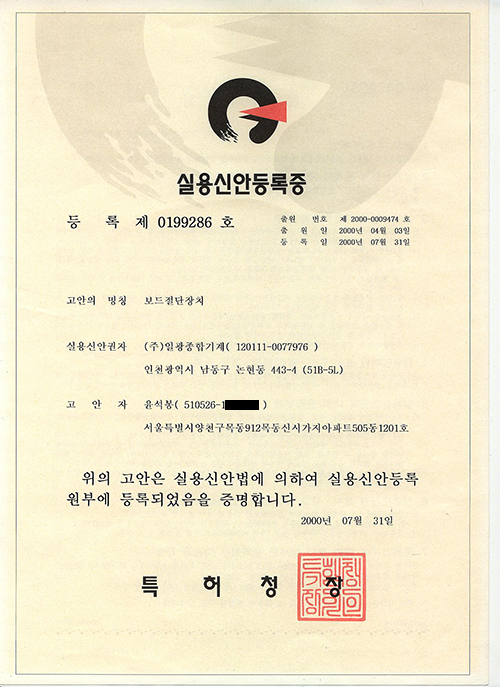 실용신안등록증
등 록 제 0199286 호
출원 번호 제 2000-0009474 호
출 원 일 2000년 04월 03일
등 록 일 2000년 07월 31일
고안의 명칭 보드절단장치
실용신안권자 (주)일광종합기계( 120111-0077976 )
인천광역시 남동구 논현동 443-4 (51B-5L)
고 안 자 윤석봉( 510526-1 )
서울특별시양천구목동912목동신시가지아파트505동1201호
위의 고안은 실용신안법에 의하여 실용신안등록
원부에 등록되었음을 증명합니다.
2000년 07월 31일
특 허 청 장